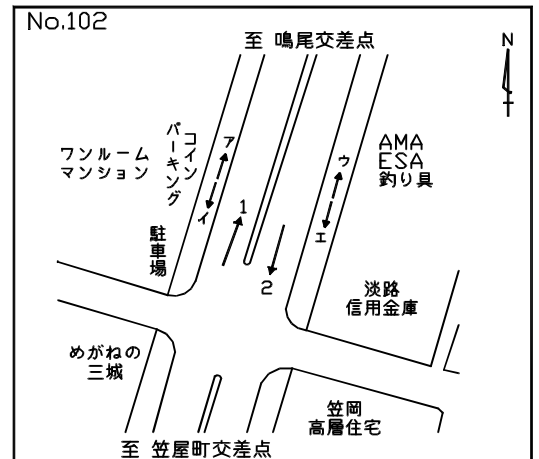 No.102
至 鳴尾交差点
N
ワンルーム
マンション
コイン
パーキング
ア
イ
ウ
エ
AMA
ESA
釣り具
1
2
駐車場
淡路
信用金庫
めがねの
三城
笠岡
高層住宅
至 笠屋町交差点